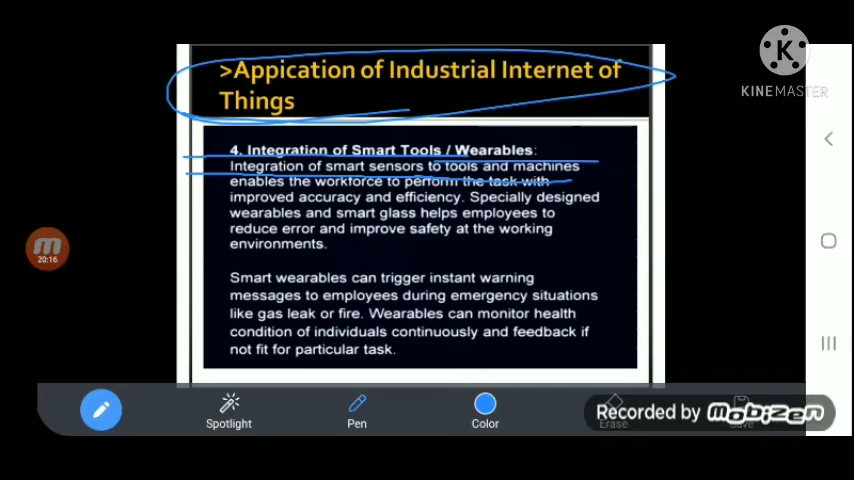 K
KINEMASTER
>Appication of Industrial Internet of
Things
4. Integration of Smart Tools / Wearables:
Integration of smart sensors to tools and machines
enables the workforce to perform the task with
improved accuracy and efficiency. Specially designed
wearables and smart glass helps employees to
reduce error and improve safety at the working
environments.
Smart wearables can trigger instant warning
messages to employees during emergency situations
like gas leak or fire. Wearables can monitor health
condition of individuals continuously and feedback if
not fit for particular task.
20:16
Spotlight
Pen
Color
Erase
Save
Recorded by mobizen